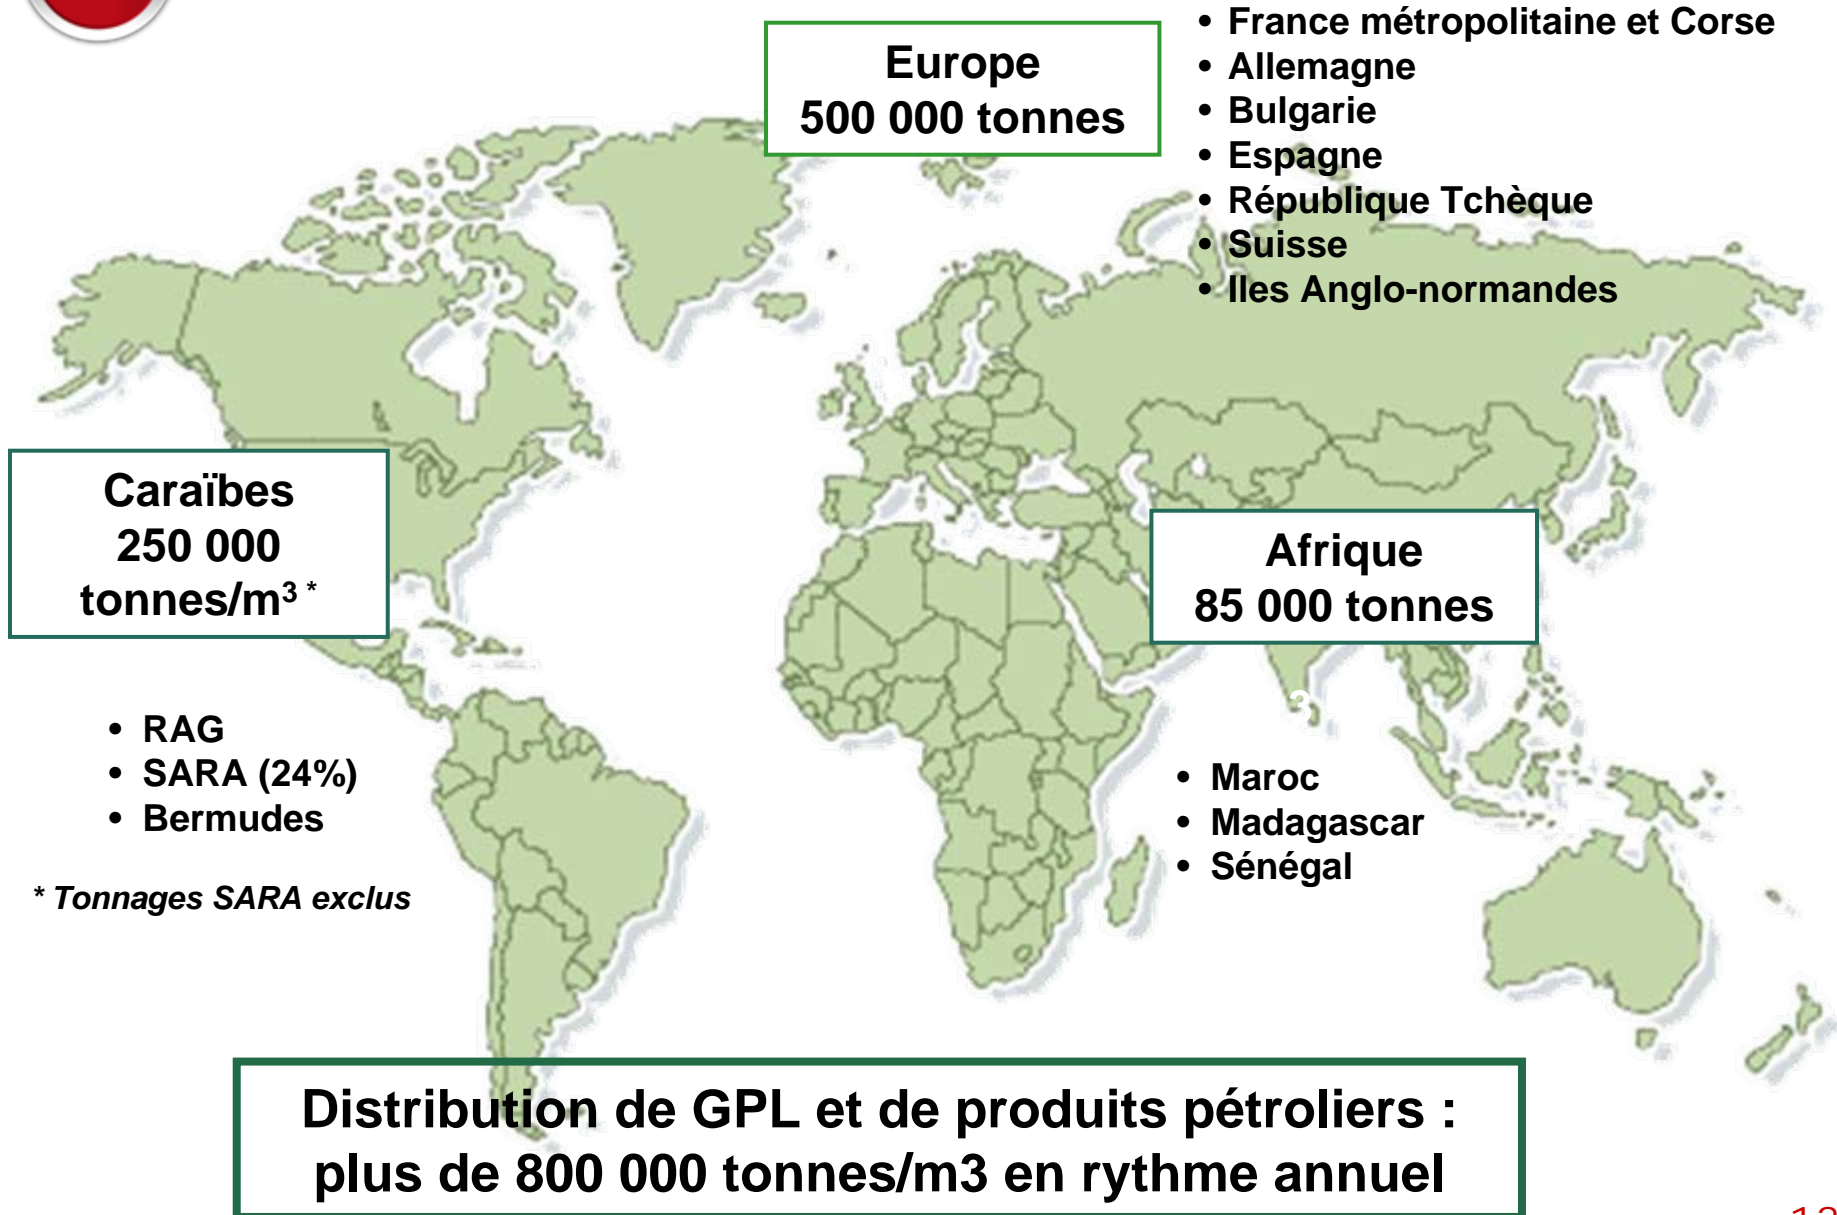 Europe
500 000 tonnes
• France métropolitaine et Corse
• Allemagne
• Bulgarie
• Espagne
• République Tchèque
• Suisse
• Iles Anglo-normandes
Caraïbes
250 000
tonnes/m³ *
• RAG
• SARA (24%)
• Bermudes
* Tonnages SARA exclus
Afrique
85 000 tonnes
3
• Maroc
• Madagascar
• Sénégal
Distribution de GPL et de produits pétroliers :
plus de 800 000 tonnes/m3 en rythme annuel